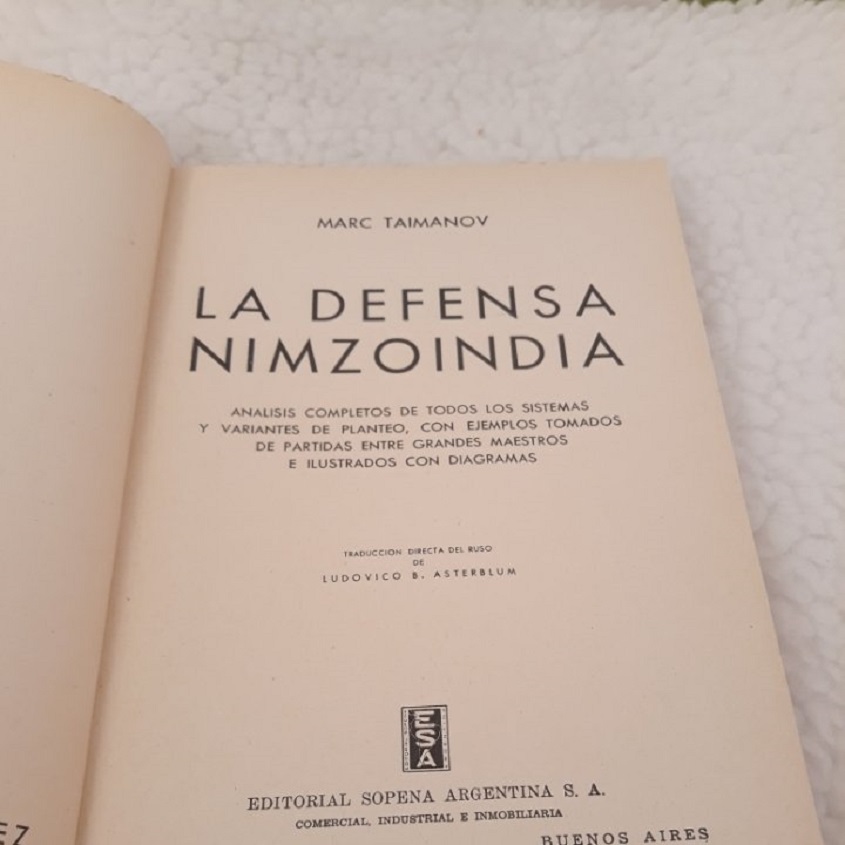 MARC TAIMANOV
LA DEFENSA
NIMZOINDIA
ANALISIS COMPLETOS DE TODOS LOS SISTEMAS
Y VARIANTES DE PLANTEO, CON EJEMPLOS TOMADOS
DE PARTIDAS ENTRE GRANDES MAESTROS
E ILUSTRADOS CON DIAGRAMAS
TRADUCCION DIRECTA DEL RUSO
DE
LUDOVICO B. ASTERBLUM
ESA
EDITORIAL SOPENA ARGENTINA S. A.
COMERCIAL, INDUSTRIAL E INMOBILIARIA
BUENOS AIRES